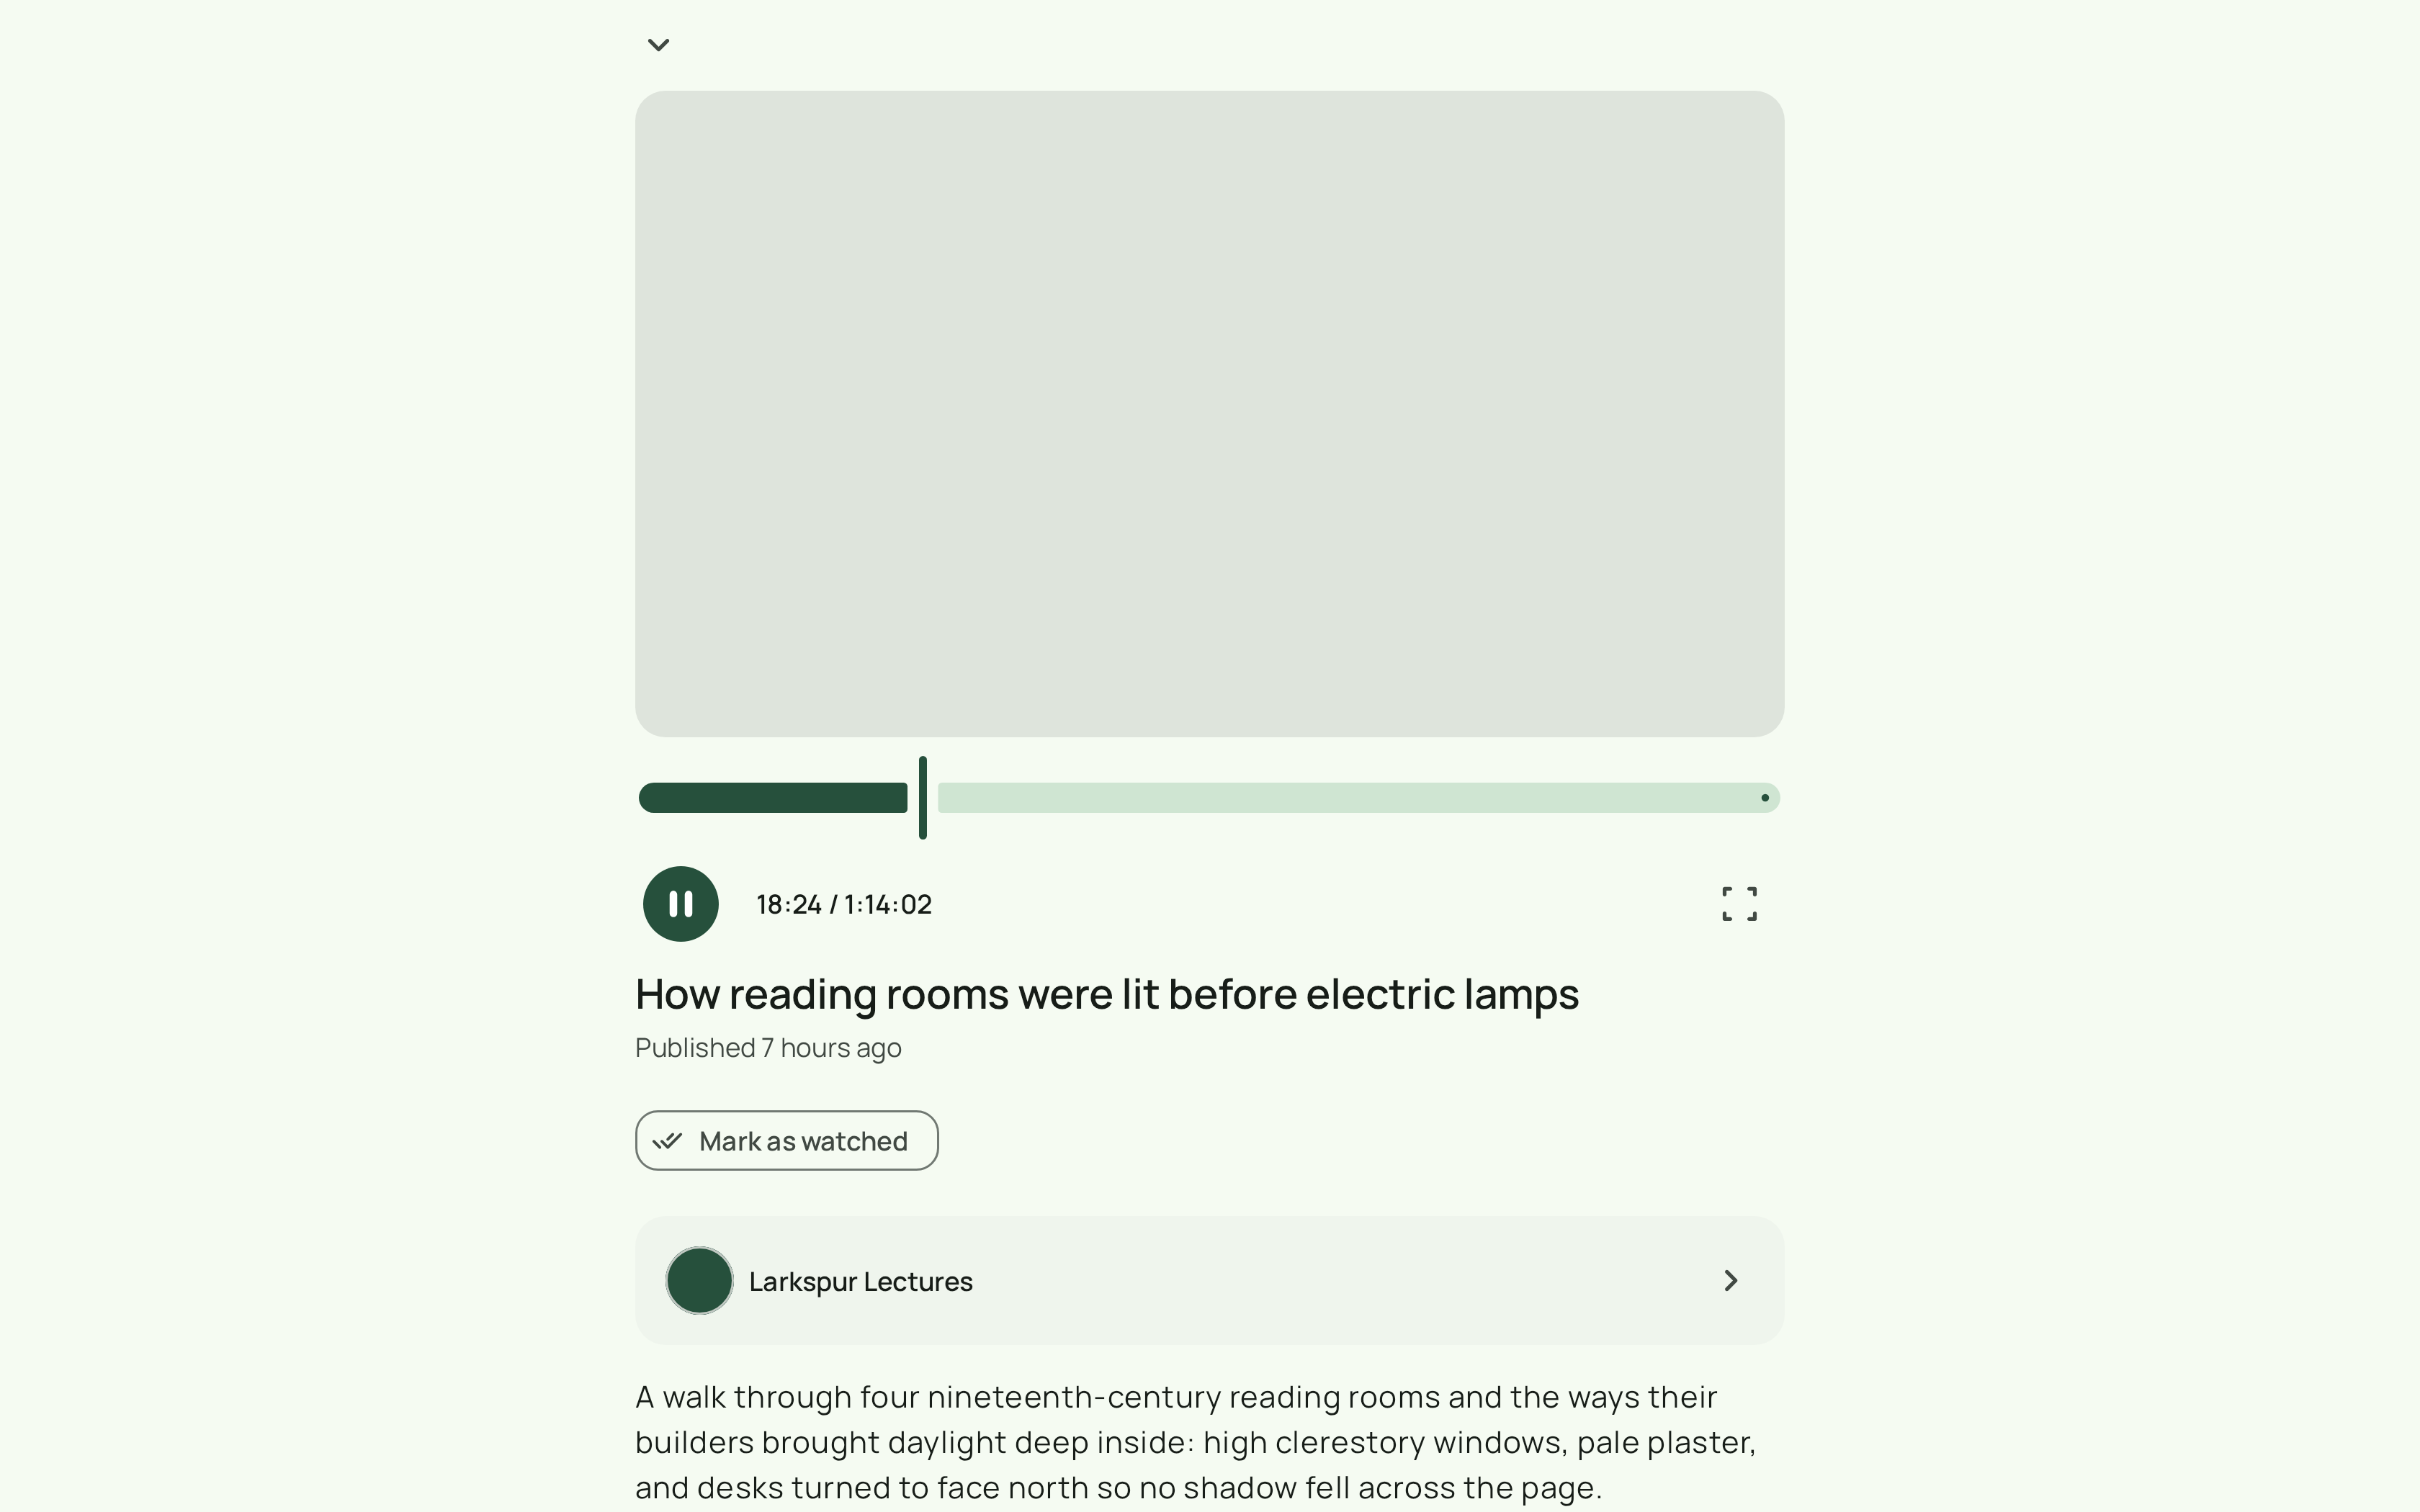 18:24 / 1:14:02
How reading rooms were lit before electric lamps
Published 7 hours ago
Mark as watched
Larkspur Lectures
A walk through four nineteenth-century reading rooms and the ways their
builders brought daylight deep inside: high clerestory windows, pale plaster,
and desks turned to face north so no shadow fell across the page.